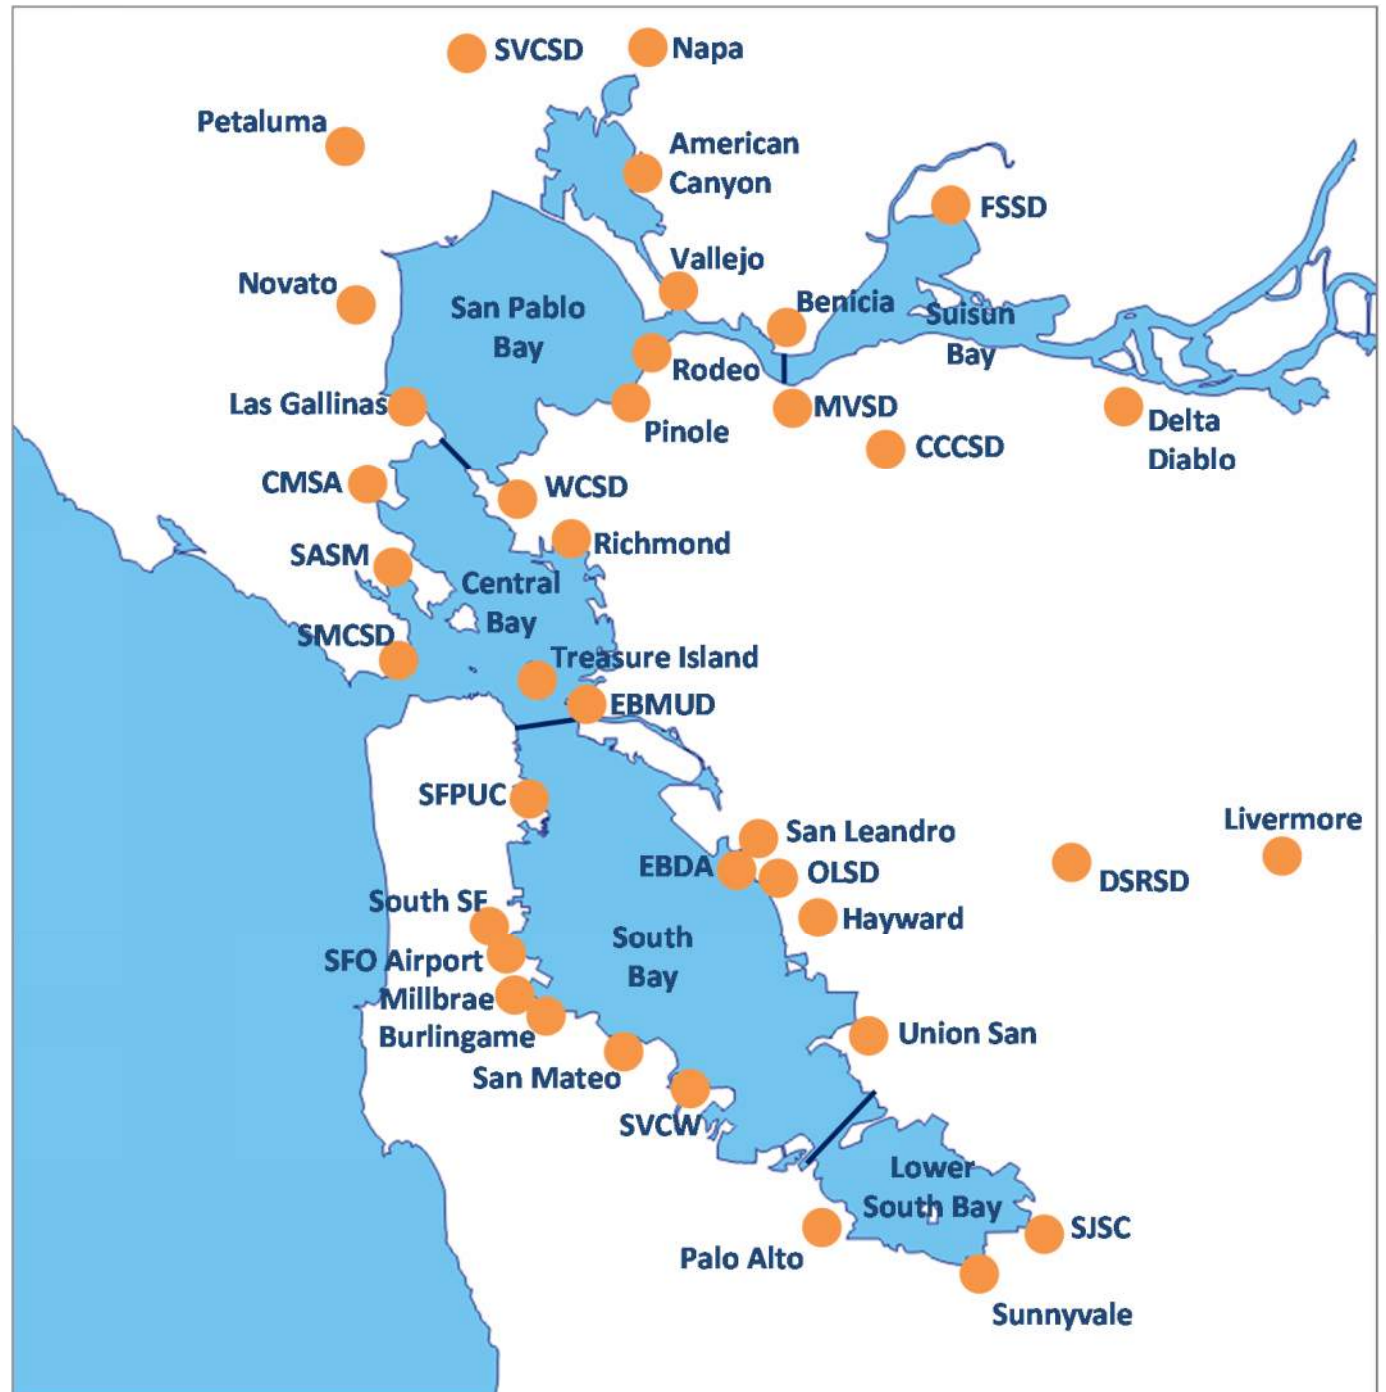 SVCSD
Napa
Petaluma
American
Canyon
FSSD
Vallejo
Novato
Benicia
San Pablo
Bay
Suisun
Bay
Rodeo
Las Gallinas
MVSD
Pinole
Delta
Diablo
CCCSD
CMSA
WCSD
Richmond
SASM
Central
Bay
SMCSD
Treasure Island
EBMUD
SFPUC
San Leandro
Livermore
EBDA
OLSD
DSRSD
South SF
Hayward
South
Bay
SFO Airport
Millbrae
Burlingame
Union San
San Mateo
SVCW
Lower
South Bay
SJSC
Palo Alto
Sunnyvale